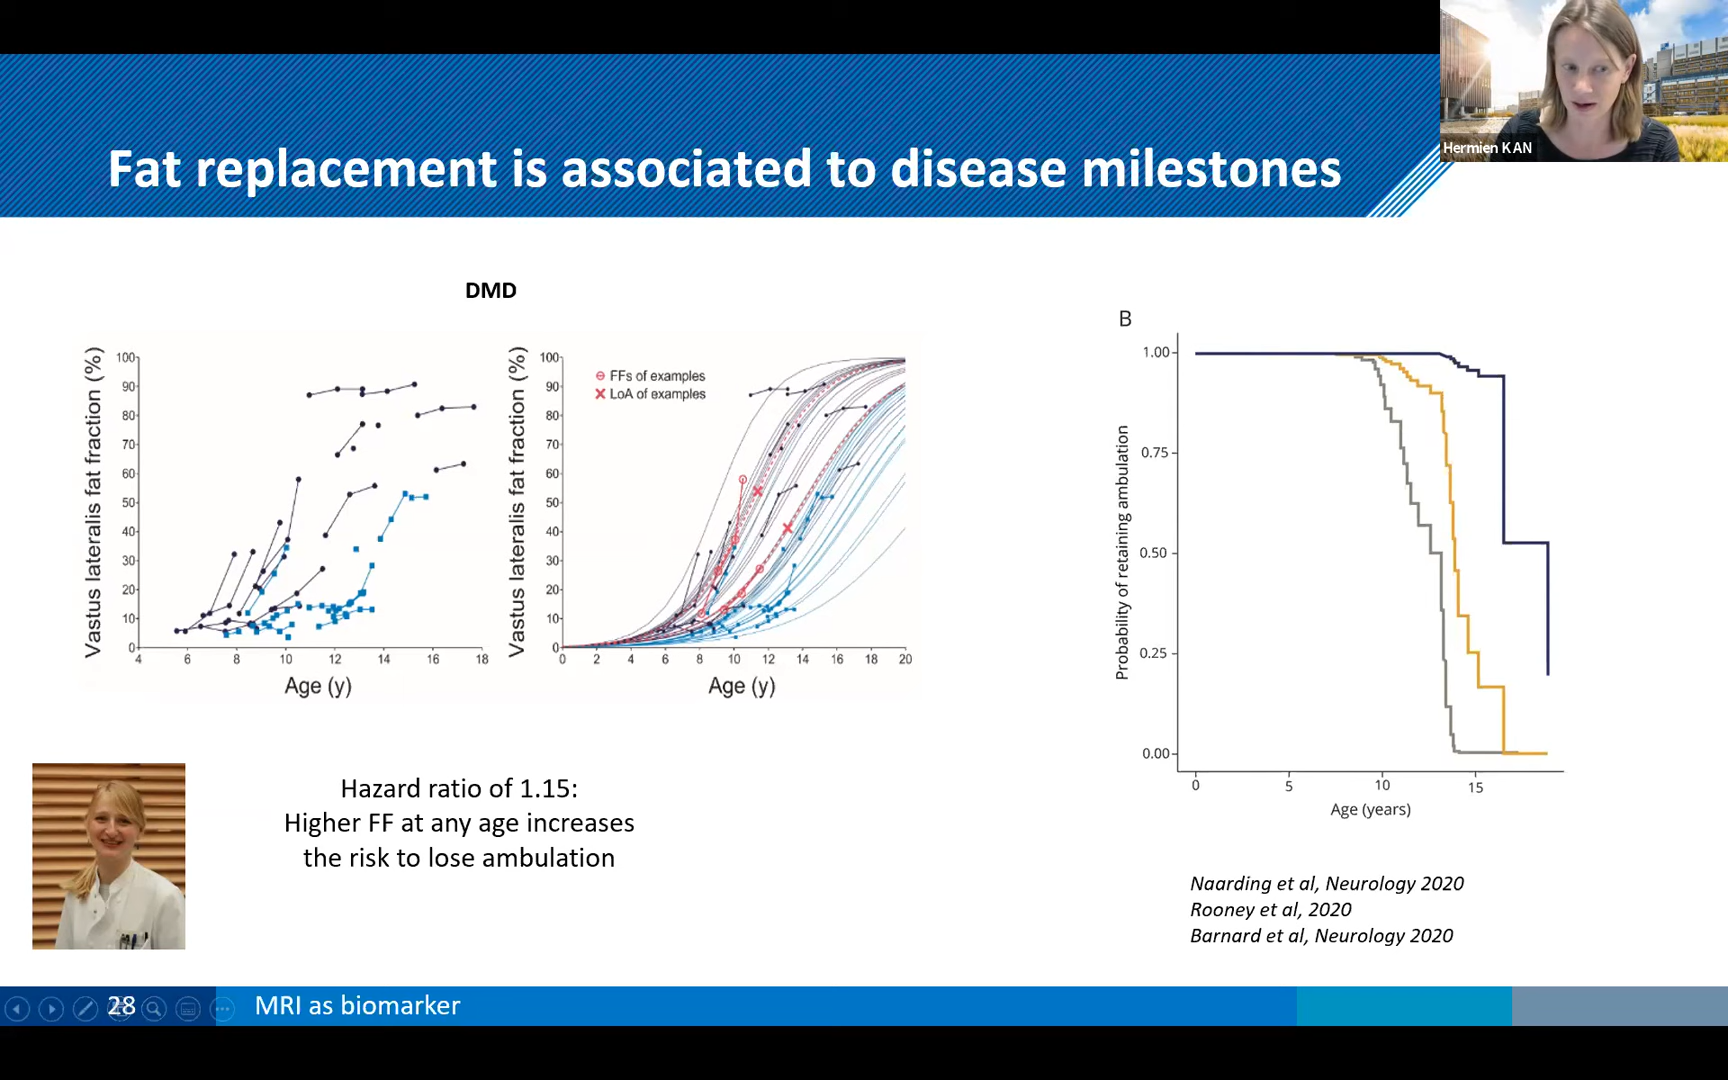 Hermien KAN
Fat replacement is associated to disease milestones
DMD
Vastus lateralis fat fraction (%)
100
90
80
70
60
50
40
30
20
10
0
4 6 8 10 12 14 16 18
Age (y)
Vastus lateralis fat fraction (%)
100
90
80
70
60
50
40
30
20
10
0
FFs of examples
LoA of examples
0 2 4 6 8 10 12 14 16 18 20
Age (y)
B
Probability of retaining ambulation
1.00
0.75
0.50
0.25
0.00
0 5 10 15
Age (years)
Hazard ratio of 1.15:
Higher FF at any age increases
the risk to lose ambulation
Naarding et al, Neurology 2020
Rooney et al, 2020
Barnard et al, Neurology 2020
28
MRI as biomarker